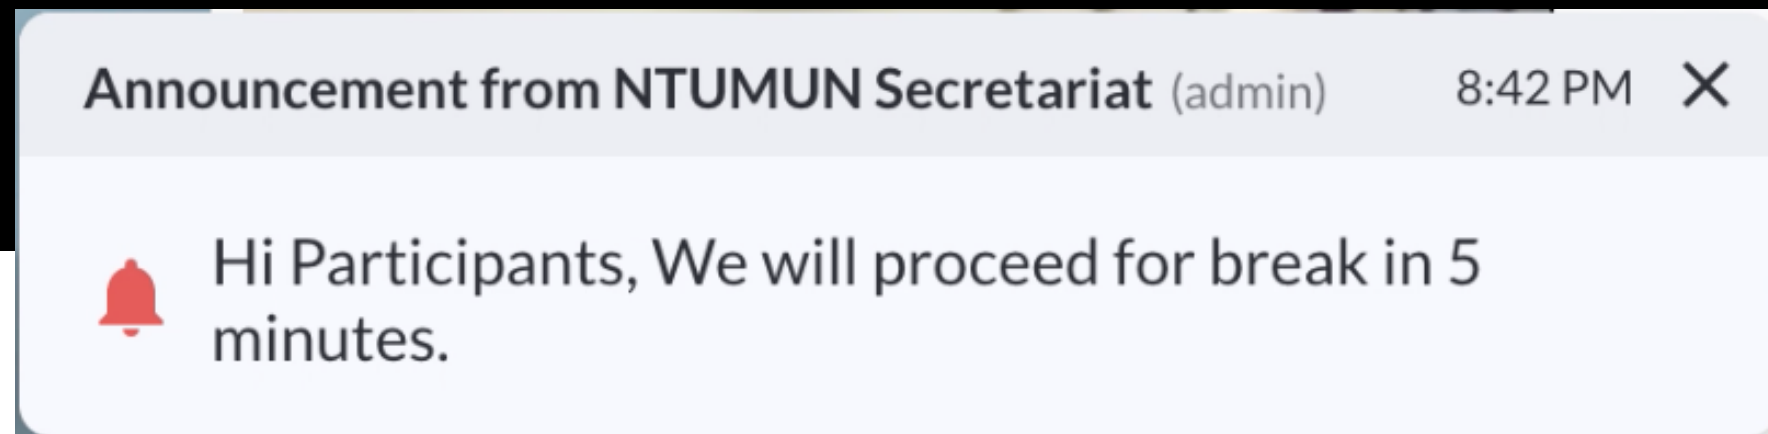 Announcement from NTUMUN Secretariat (admin) 8:42 PM
Hi Participants, We will proceed for break in 5
minutes.